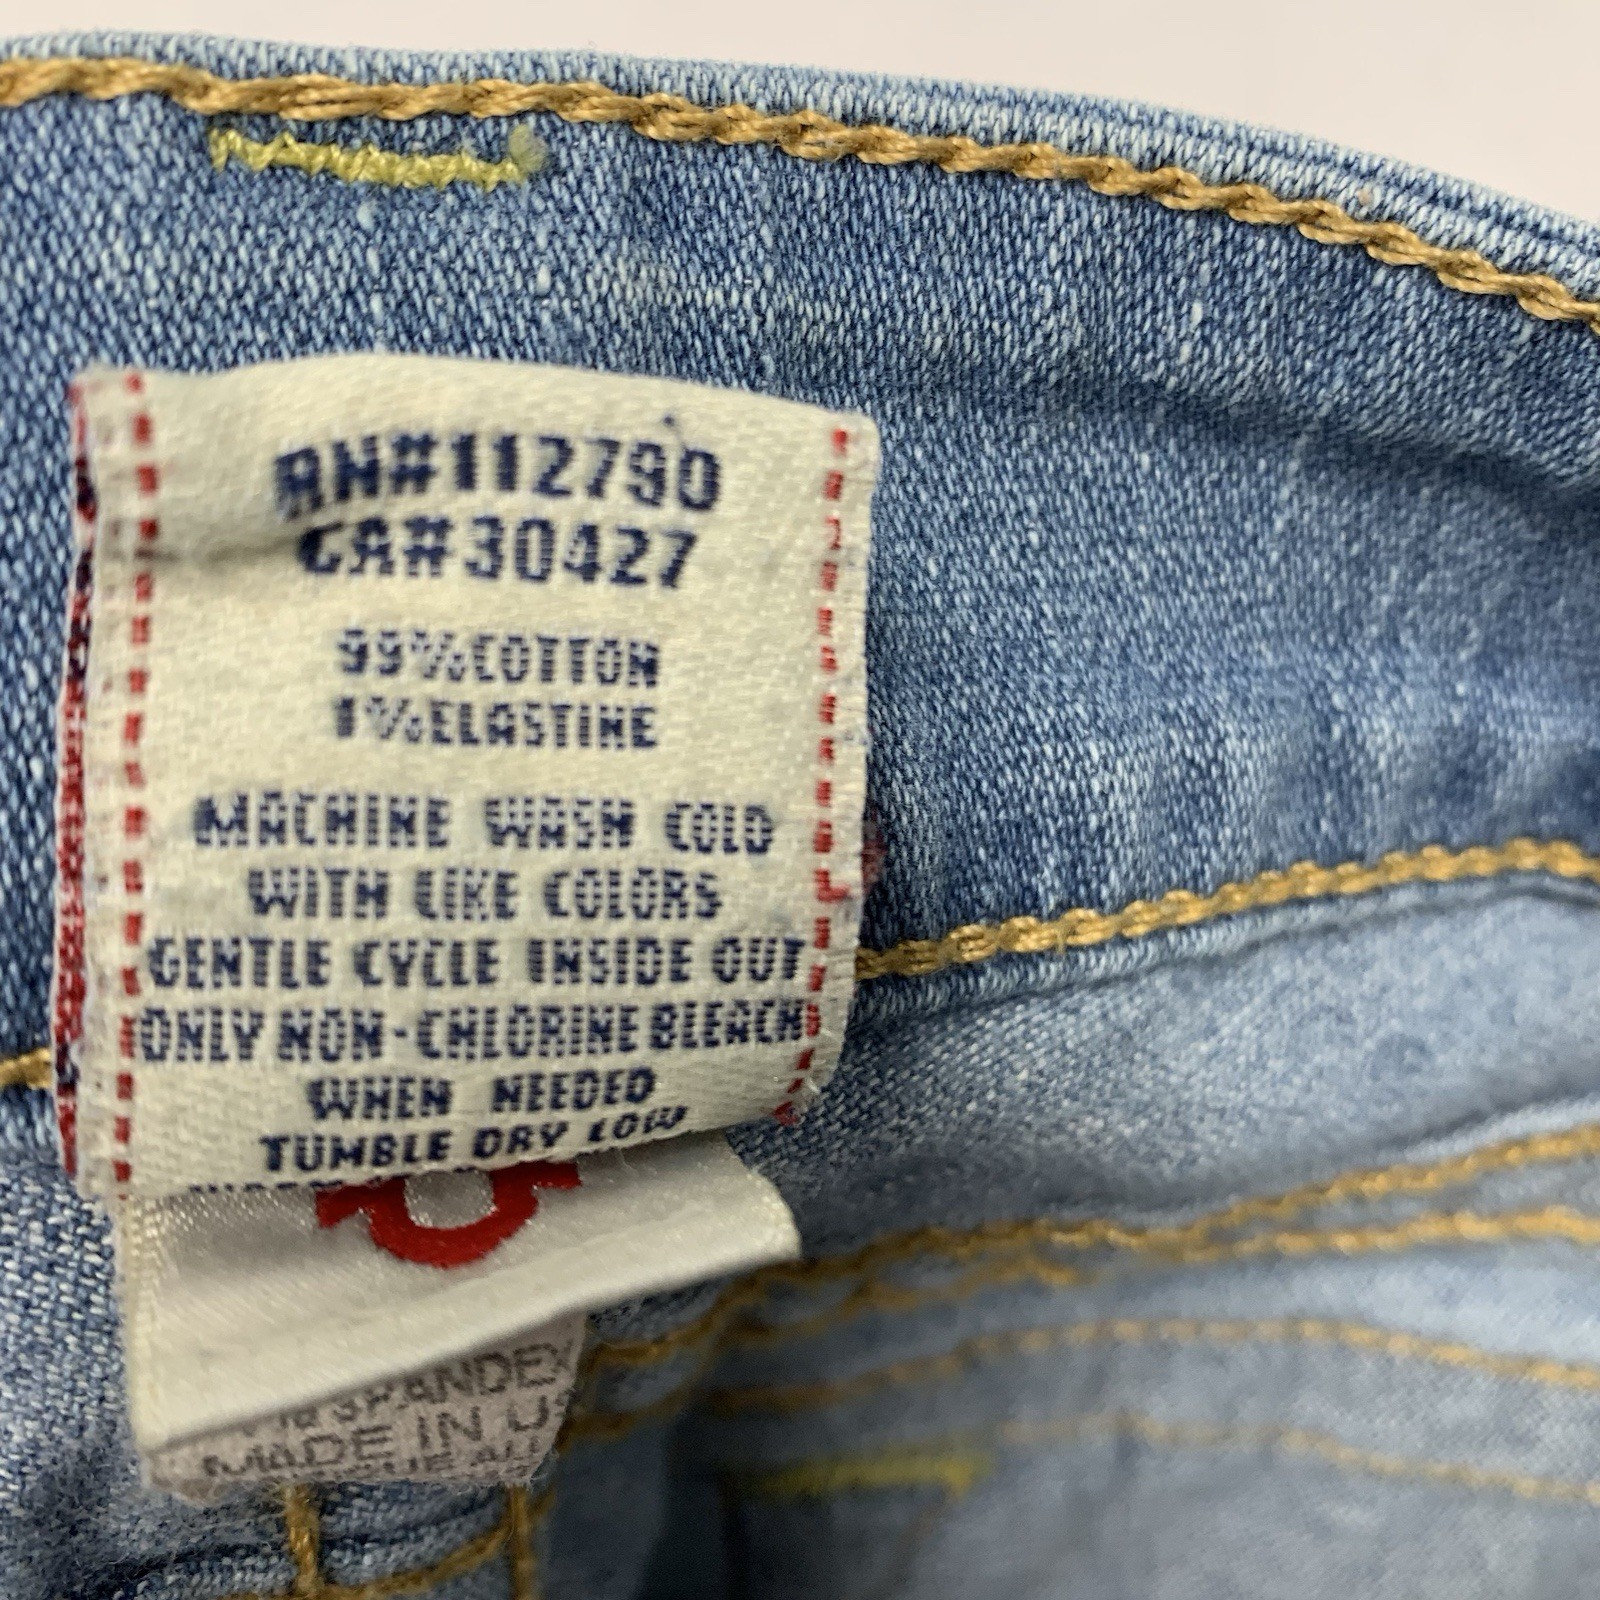 RN#112790
CA#30427
99%COTTON
1%ELASTINE
MACHINE WASH COLD
WITH LIKE COLORS
GENTLE CYCLE INSIDE OUT
ONLY NON-CHLORINE BLEACH
WHEN NEEDED
TUMBLE DRY LOW
SPANDEX
MADE IN U